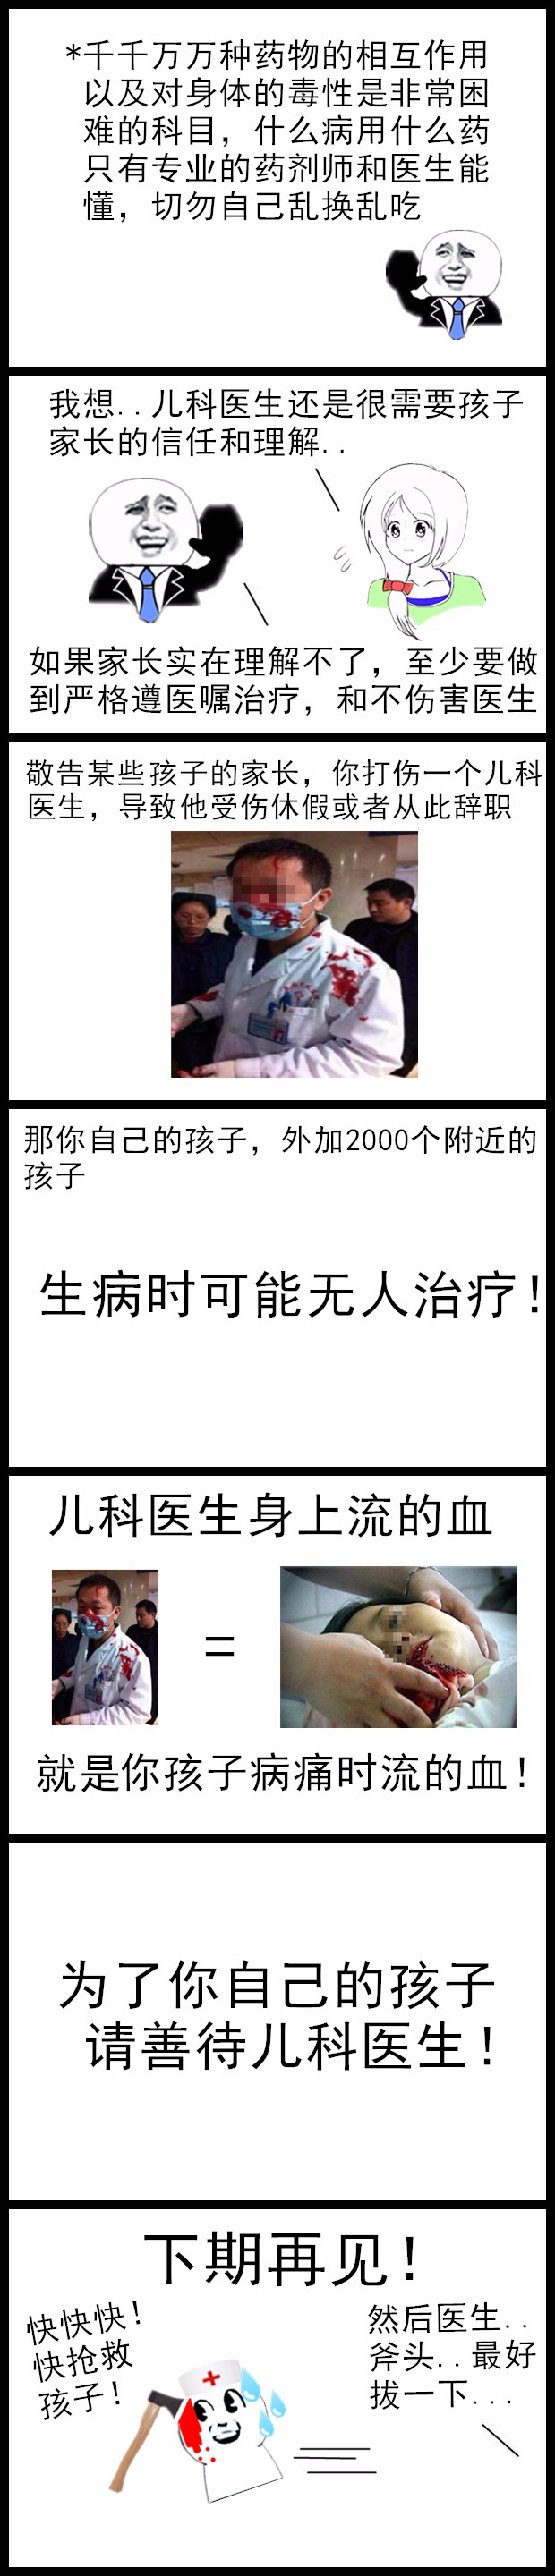 *千千万万种药物的相互作用
以及对身体的毒性是非常困
难的科目，什么病用什么药
只有专业的药剂师和医生能
懂，切勿自己乱换乱吃
我想..儿科医生还是很需要孩子
家长的信任和理解..
如果家长实在理解不了，至少要做
到严格遵医嘱治疗，和不伤害医生
敬告某些孩子的家长，你打伤一个儿科
医生，导致他受伤休假或者从此辞职
那你自己的孩子，外加2000个附近的
孩子
生病时可能无人治疗！
儿科医生身上流的血
=
就是你孩子病痛时流的血！
为了你自己的孩子
请善待儿科医生！
下期再见！
快快快！
快抢救
孩子！
然后医生..
斧头..最好
拔一下...